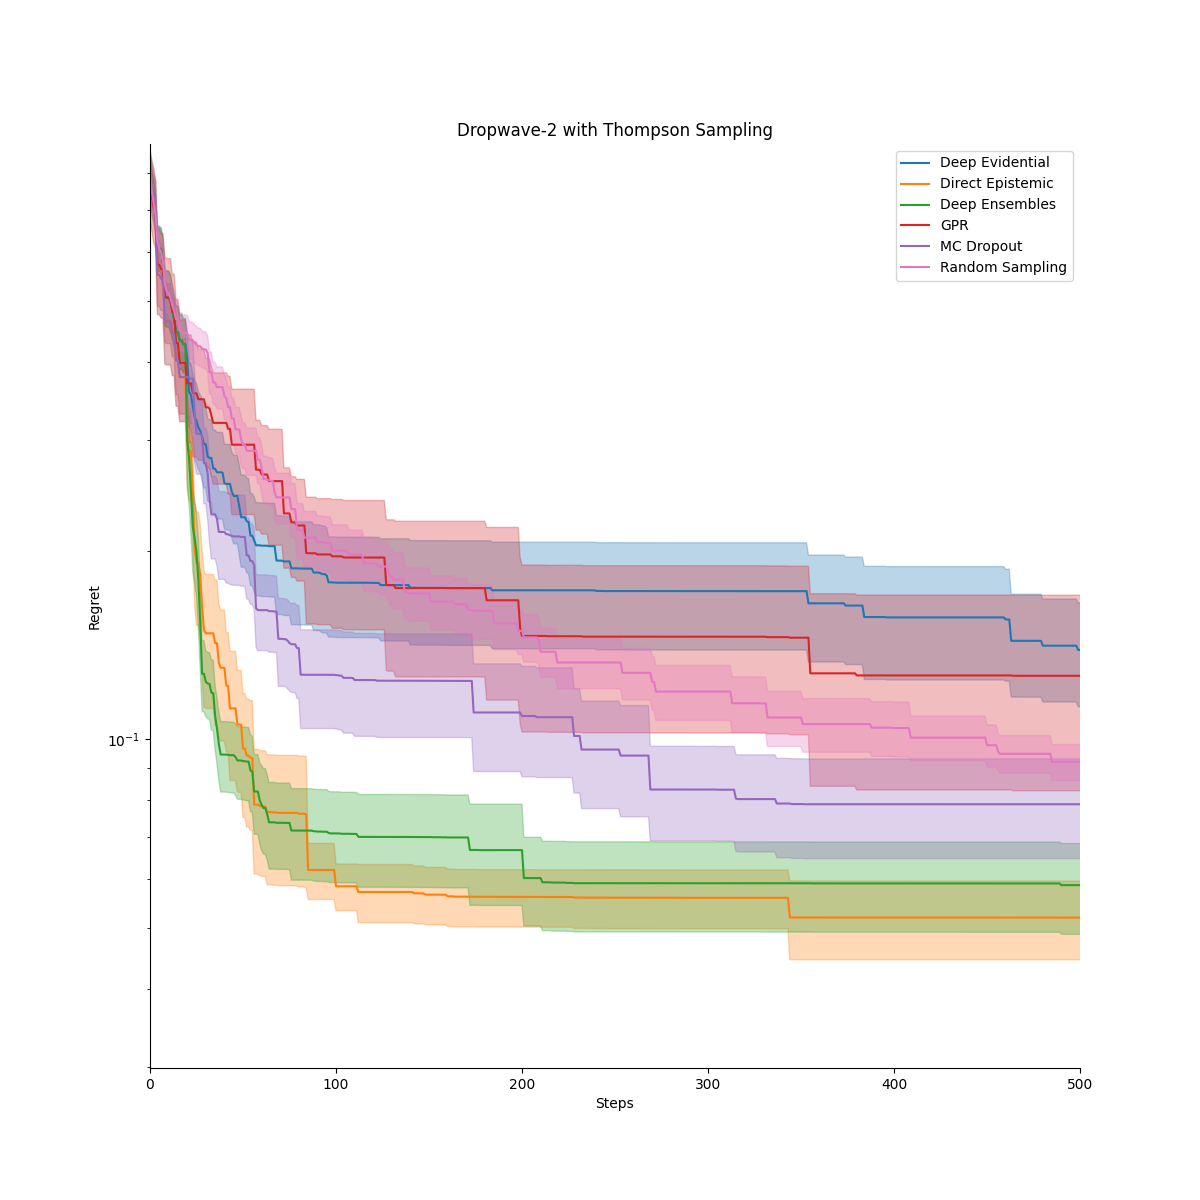 Dropwave-2 with Thompson Sampling
Deep Evidential
Direct Epistemic
Deep Ensembles
GPR
MC Dropout
Random Sampling
Regret
10⁻¹
0 100 200 300 400 500
Steps